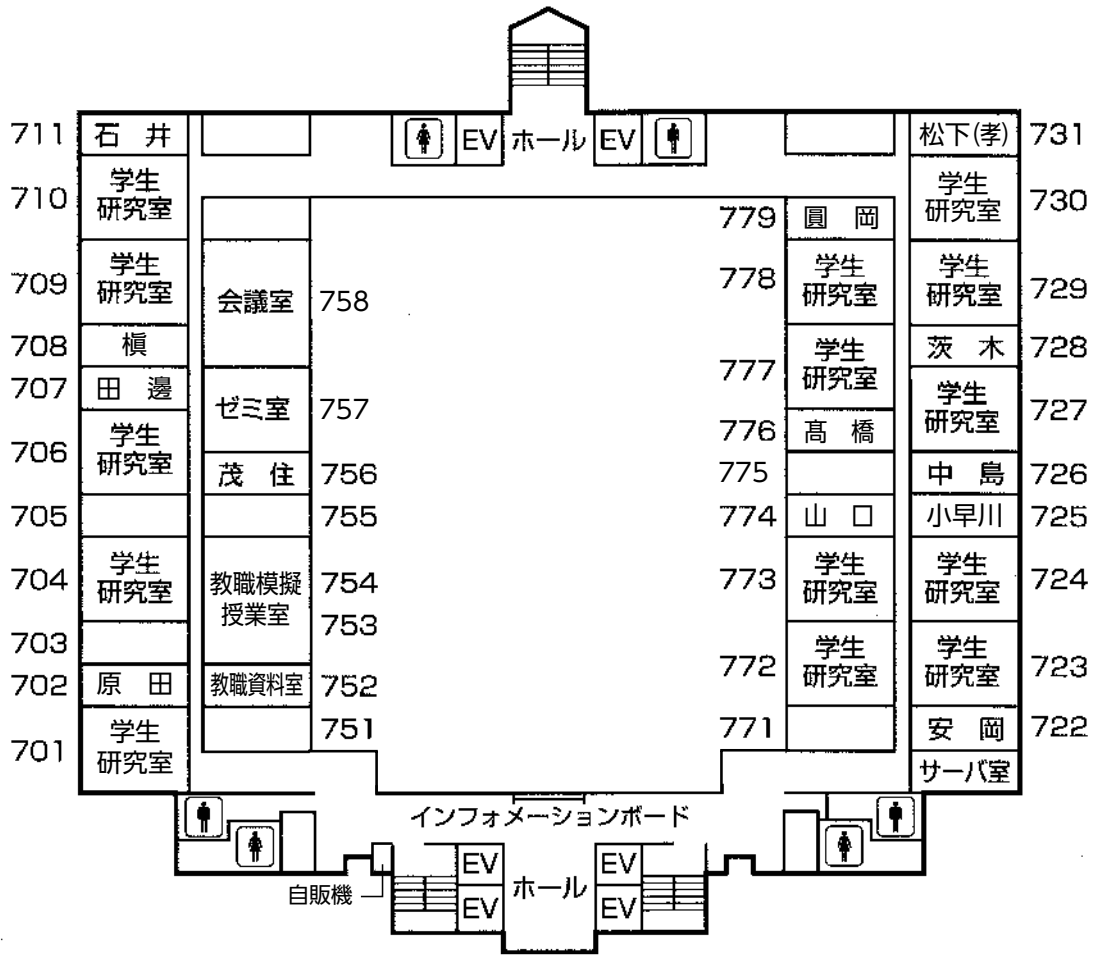 EV ホール EV
711 石 井
710 学生
研究室
709 学生
研究室
708 槇
707 田 邊
706 学生
研究室
705
704 学生
研究室
703
702 原 田
701 学生
研究室
会議室 758
ゼミ室 757
茂 住 756
755
教職模擬 754
授業室 753
教職資料室 752
751
779 圓 岡
778 学生
研究室
777 学生
研究室
776 髙 橋
775
774 山 口
773 学生
研究室
772 学生
研究室
771
松下(孝) 731
学生 730
研究室
学生 729
研究室
茨 木 728
学生 727
研究室
中 島 726
小早川 725
学生 724
研究室
学生 723
研究室
安 岡 722
サーバ室
インフォメーションボード
自販機
EV EV
ホール
EV EV